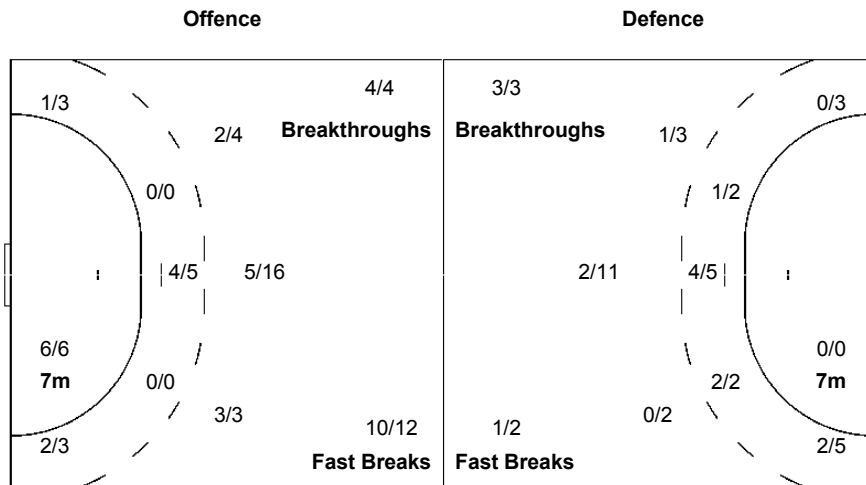 Offence Defence
4/4 3/3
1/3 0/3
2/4 Breakthroughs Breakthroughs 1/3
0/0 1/2
4/5 5/16 2/11 4/5
6/6 0/0
7m 0/0 2/2 7m
3/3 10/12 1/2 0/2
2/3 2/5
Fast Breaks Fast Breaks